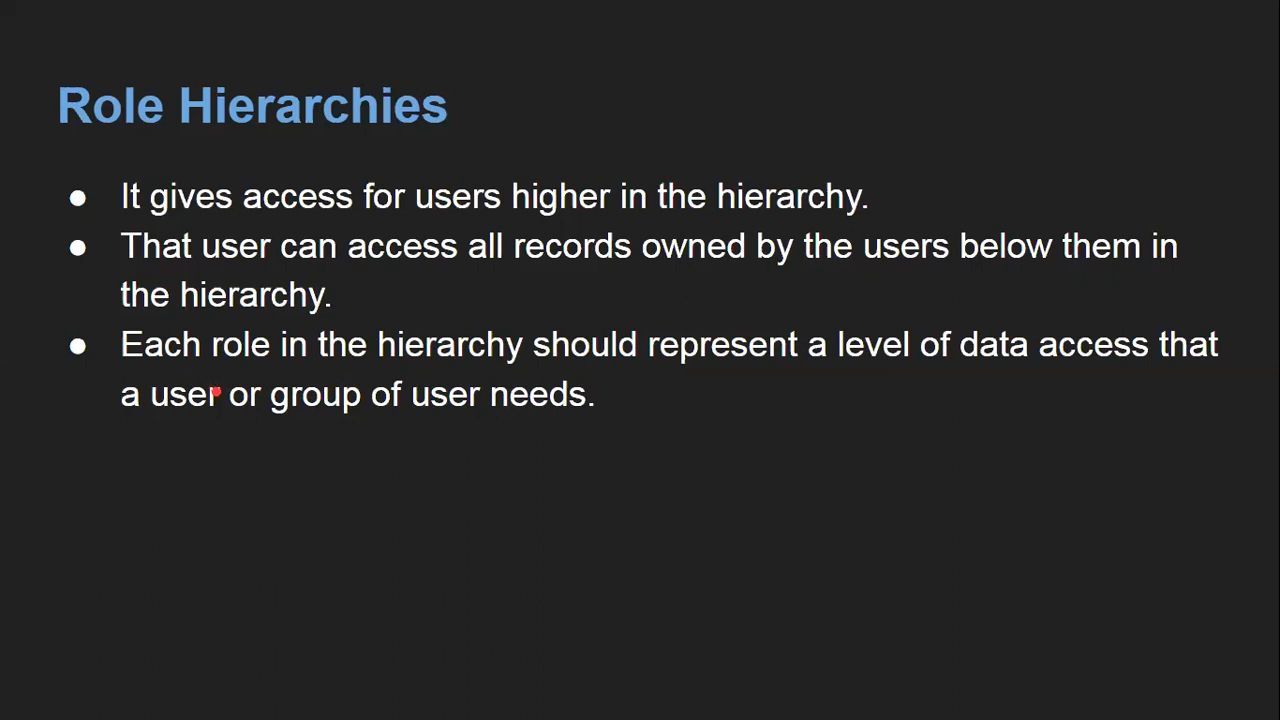 Role Hierarchies
● It gives access for users higher in the hierarchy.
● That user can access all records owned by the users below them in
the hierarchy.
● Each role in the hierarchy should represent a level of data access that
a user or group of user needs.